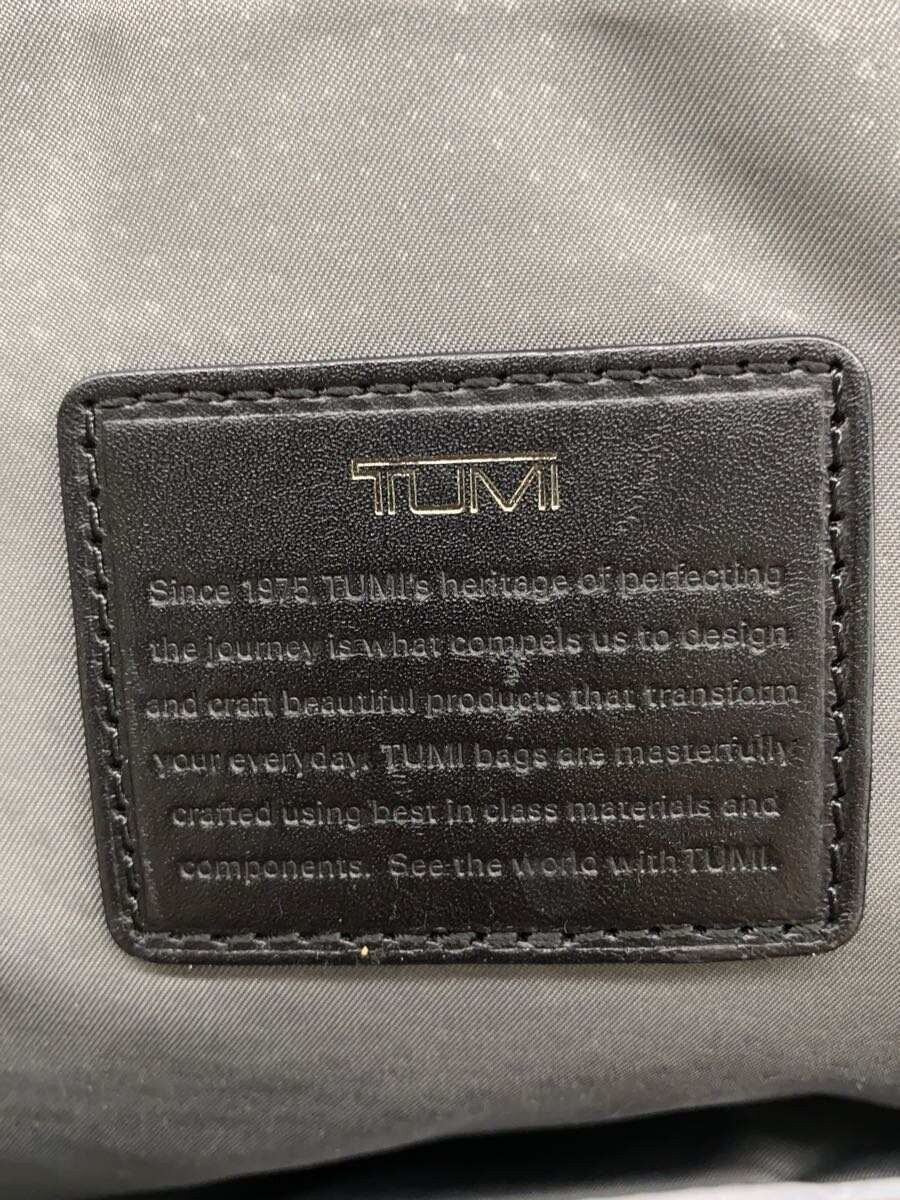 TUMI
Since 1975, TUMI's heritage of perfecting
the journey is what compels us to design
and craft beautiful products that transform
your everyday. TUMI bags are masterfully
crafted using best in class materials and
components. See the world with TUMI.